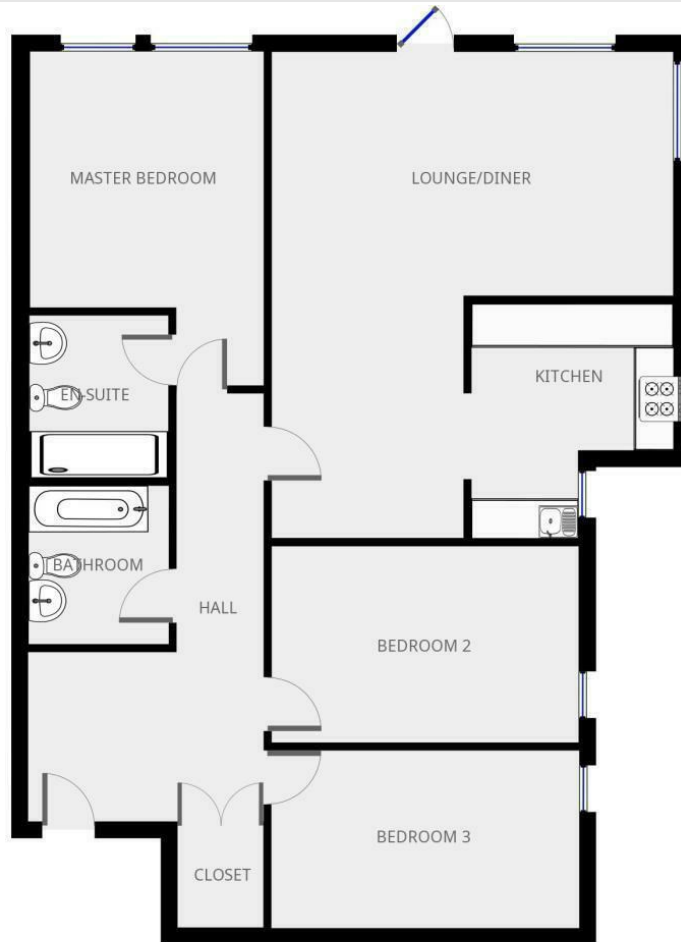 MASTER BEDROOM
LOUNGE/DINER
KITCHEN
EN-SUITE
BATHROOM
HALL
BEDROOM 2
BEDROOM 3
CLOSET